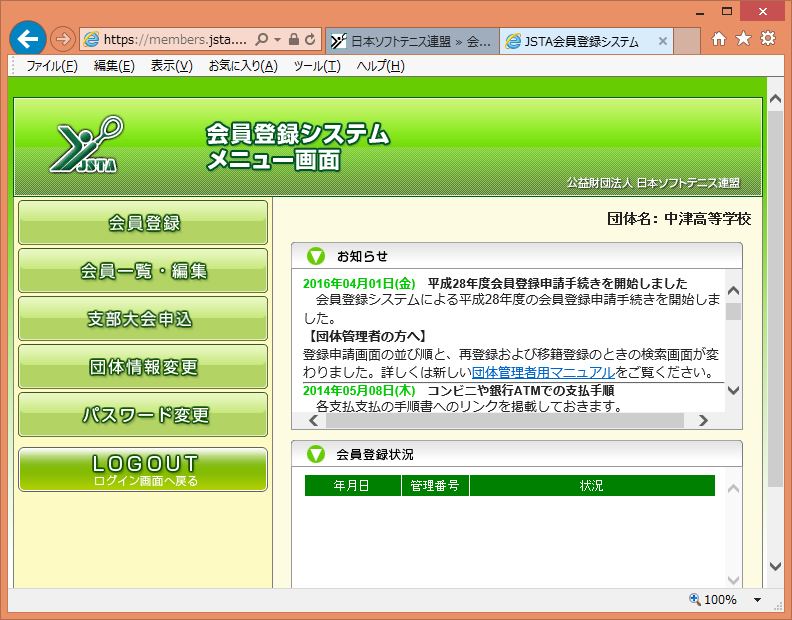 https://members.jsta....
日本ソフトテニス連盟 » 会...
JSTA会員登録システム
ファイル(F) 編集(E) 表示(V) お気に入り(A) ツール(T) ヘルプ(H)
JSTA
会員登録システム
メニュー画面
公益財団法人 日本ソフトテニス連盟
団体名: 中津高等学校
会員登録
会員一覧・編集
支部大会申込
団体情報変更
パスワード変更
LOGOUT
ログイン画面へ戻る
お知らせ
2016年04月01日(金) 平成28年度会員登録申請手続きを開始しました
会員登録システムによる平成28年度の会員登録申請手続きを開始しま
した。
【団体管理者の方へ】
登録申請画面の並び順と、再登録および移籍登録のときの検索画面が変
わりました。詳しくは新しい団体管理者用マニュアルをご覧ください。
2014年05月08日(木) コンビニや銀行ATMでの支払手順
各支払支払の手順書へのリンクを掲載しておきます。
会員登録状況
年月日 管理番号 状況
100%